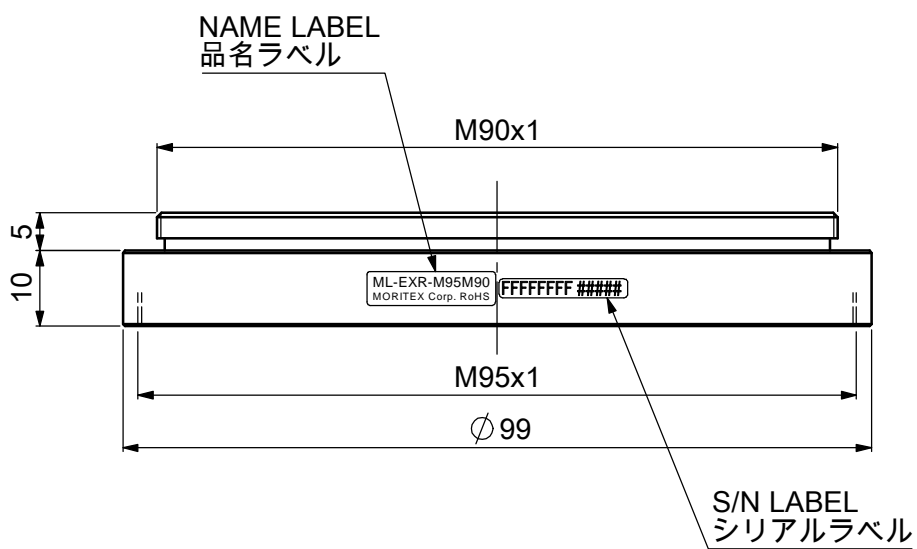 NAME LABEL
品名ラベル
M90x1
5
10
ML-EXR-M95M90
MORITEX Corp. RoHS
FFFFFFFF #####
M95x1
∅99
S/N LABEL
シリアルラベル